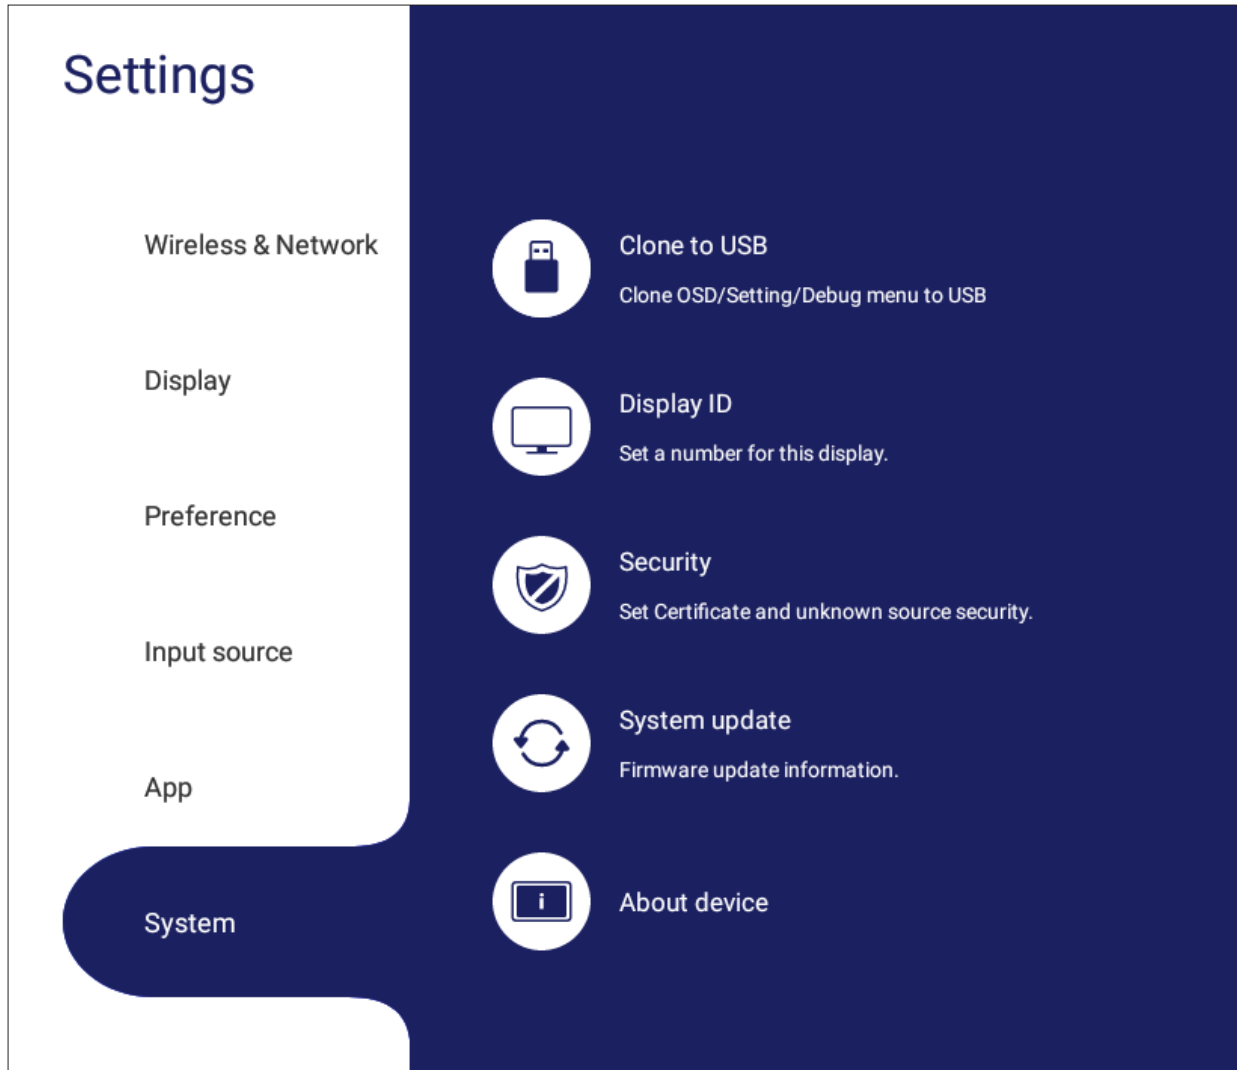 Settings
Wireless & Network
Display
Preference
Input source
App
System
Clone to USB
Clone OSD/Setting/Debug menu to USB
Display ID
Set a number for this display.
Security
Set Certificate and unknown source security.
System update
Firmware update information.
About device